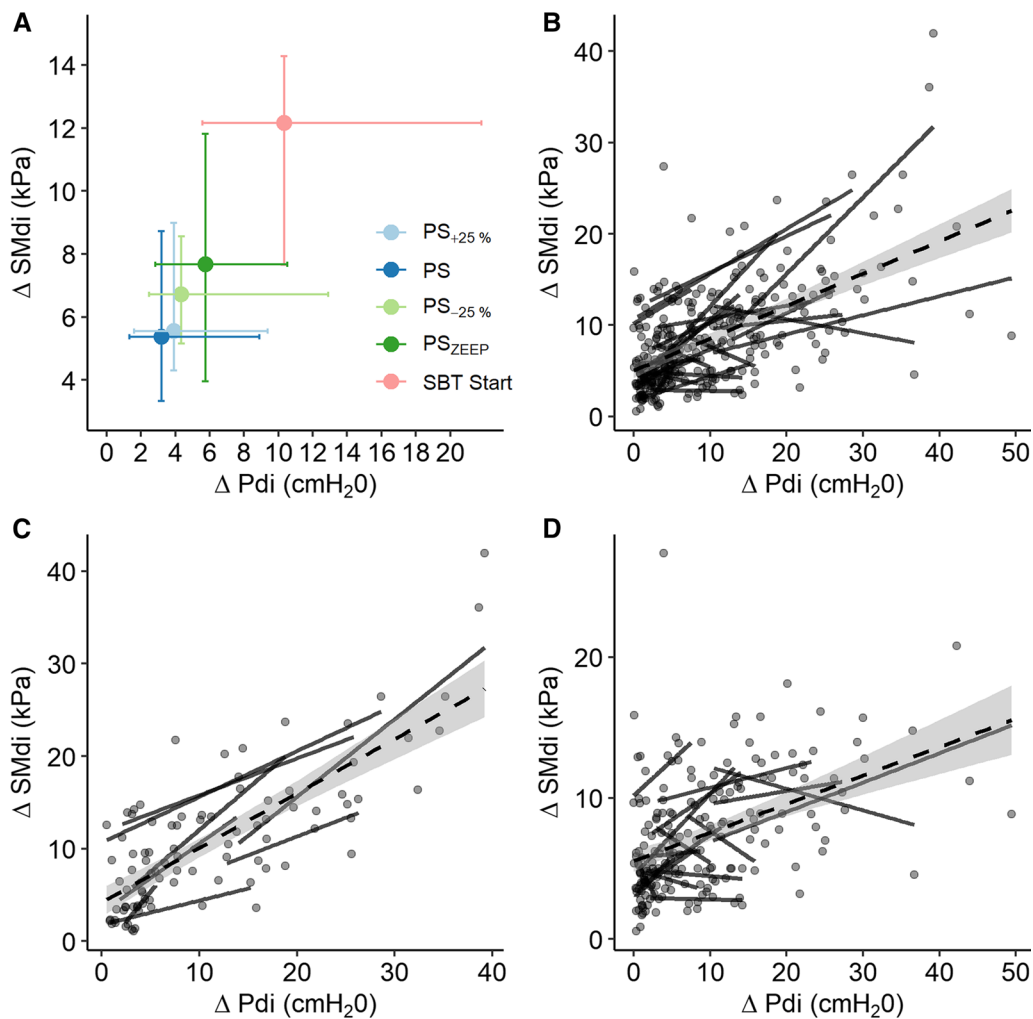 A
Δ SMdi (kPa)
14
12
10
8
6
4
0 2 4 6 8 10 12 14 16 18 20
Δ Pdi (cmH₂0)
PS₊₂₅ %
PS
PS₋₂₅ %
PS_ZEEP
SBT Start
B
Δ SMdi (kPa)
40
30
20
10
0
0 10 20 30 40 50
Δ Pdi (cmH₂0)
C
Δ SMdi (kPa)
40
30
20
10
0
0 10 20 30 40
Δ Pdi (cmH₂0)
D
Δ SMdi (kPa)
20
10
0
0 10 20 30 40 50
Δ Pdi (cmH₂0)